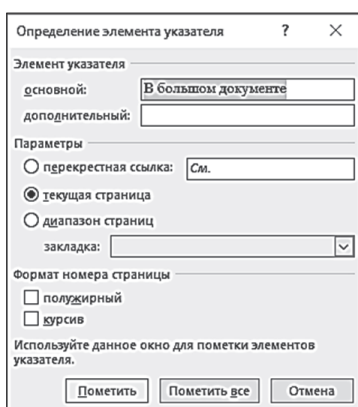 Определение элемента указателя ? ×
Элемент указателя
основной: В большом документе
дополнительный:
Параметры
перекрестная ссылка: См.
текущая страница
диапазон страниц
закладка:
Формат номера страницы
полужирный
курсив
Используйте данное окно для пометки элементов
указателя.
Пометить Пометить все Отмена